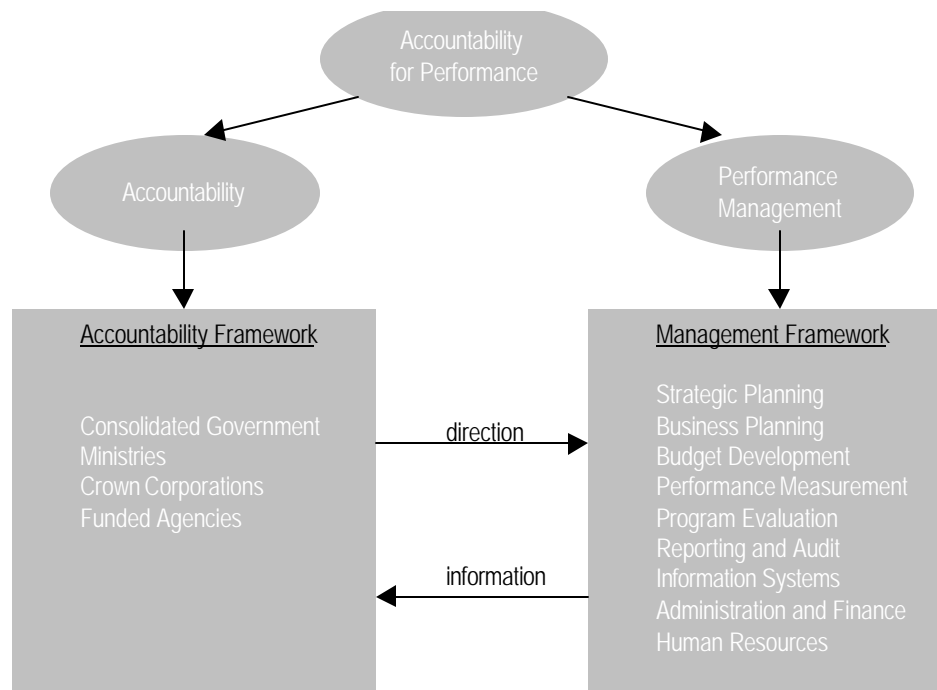 Accountability
for Performance
Accountability
Performance
Management
Accountability Framework
Consolidated Government
Ministries
Crown Corporations
Funded Agencies
direction
information
Management Framework
Strategic Planning
Business Planning
Budget Development
Performance Measurement
Program Evaluation
Reporting and Audit
Information Systems
Administration and Finance
Human Resources